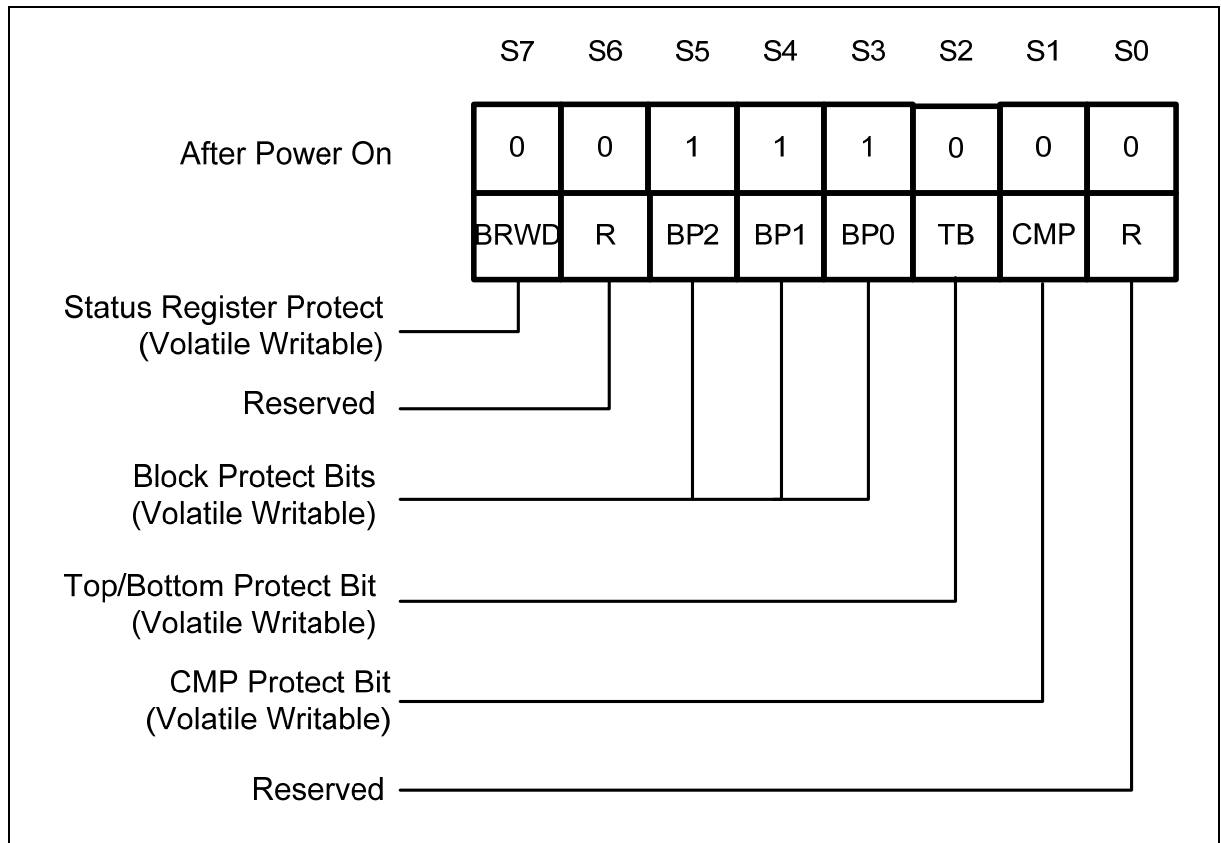 S7 S6 S5 S4 S3 S2 S1 S0
After Power On 0 0 1 1 1 0 0 0
BRWD R BP2 BP1 BP0 TB CMP R
Status Register Protect
(Volatile Writable)
Reserved
Block Protect Bits
(Volatile Writable)
Top/Bottom Protect Bit
(Volatile Writable)
CMP Protect Bit
(Volatile Writable)
Reserved